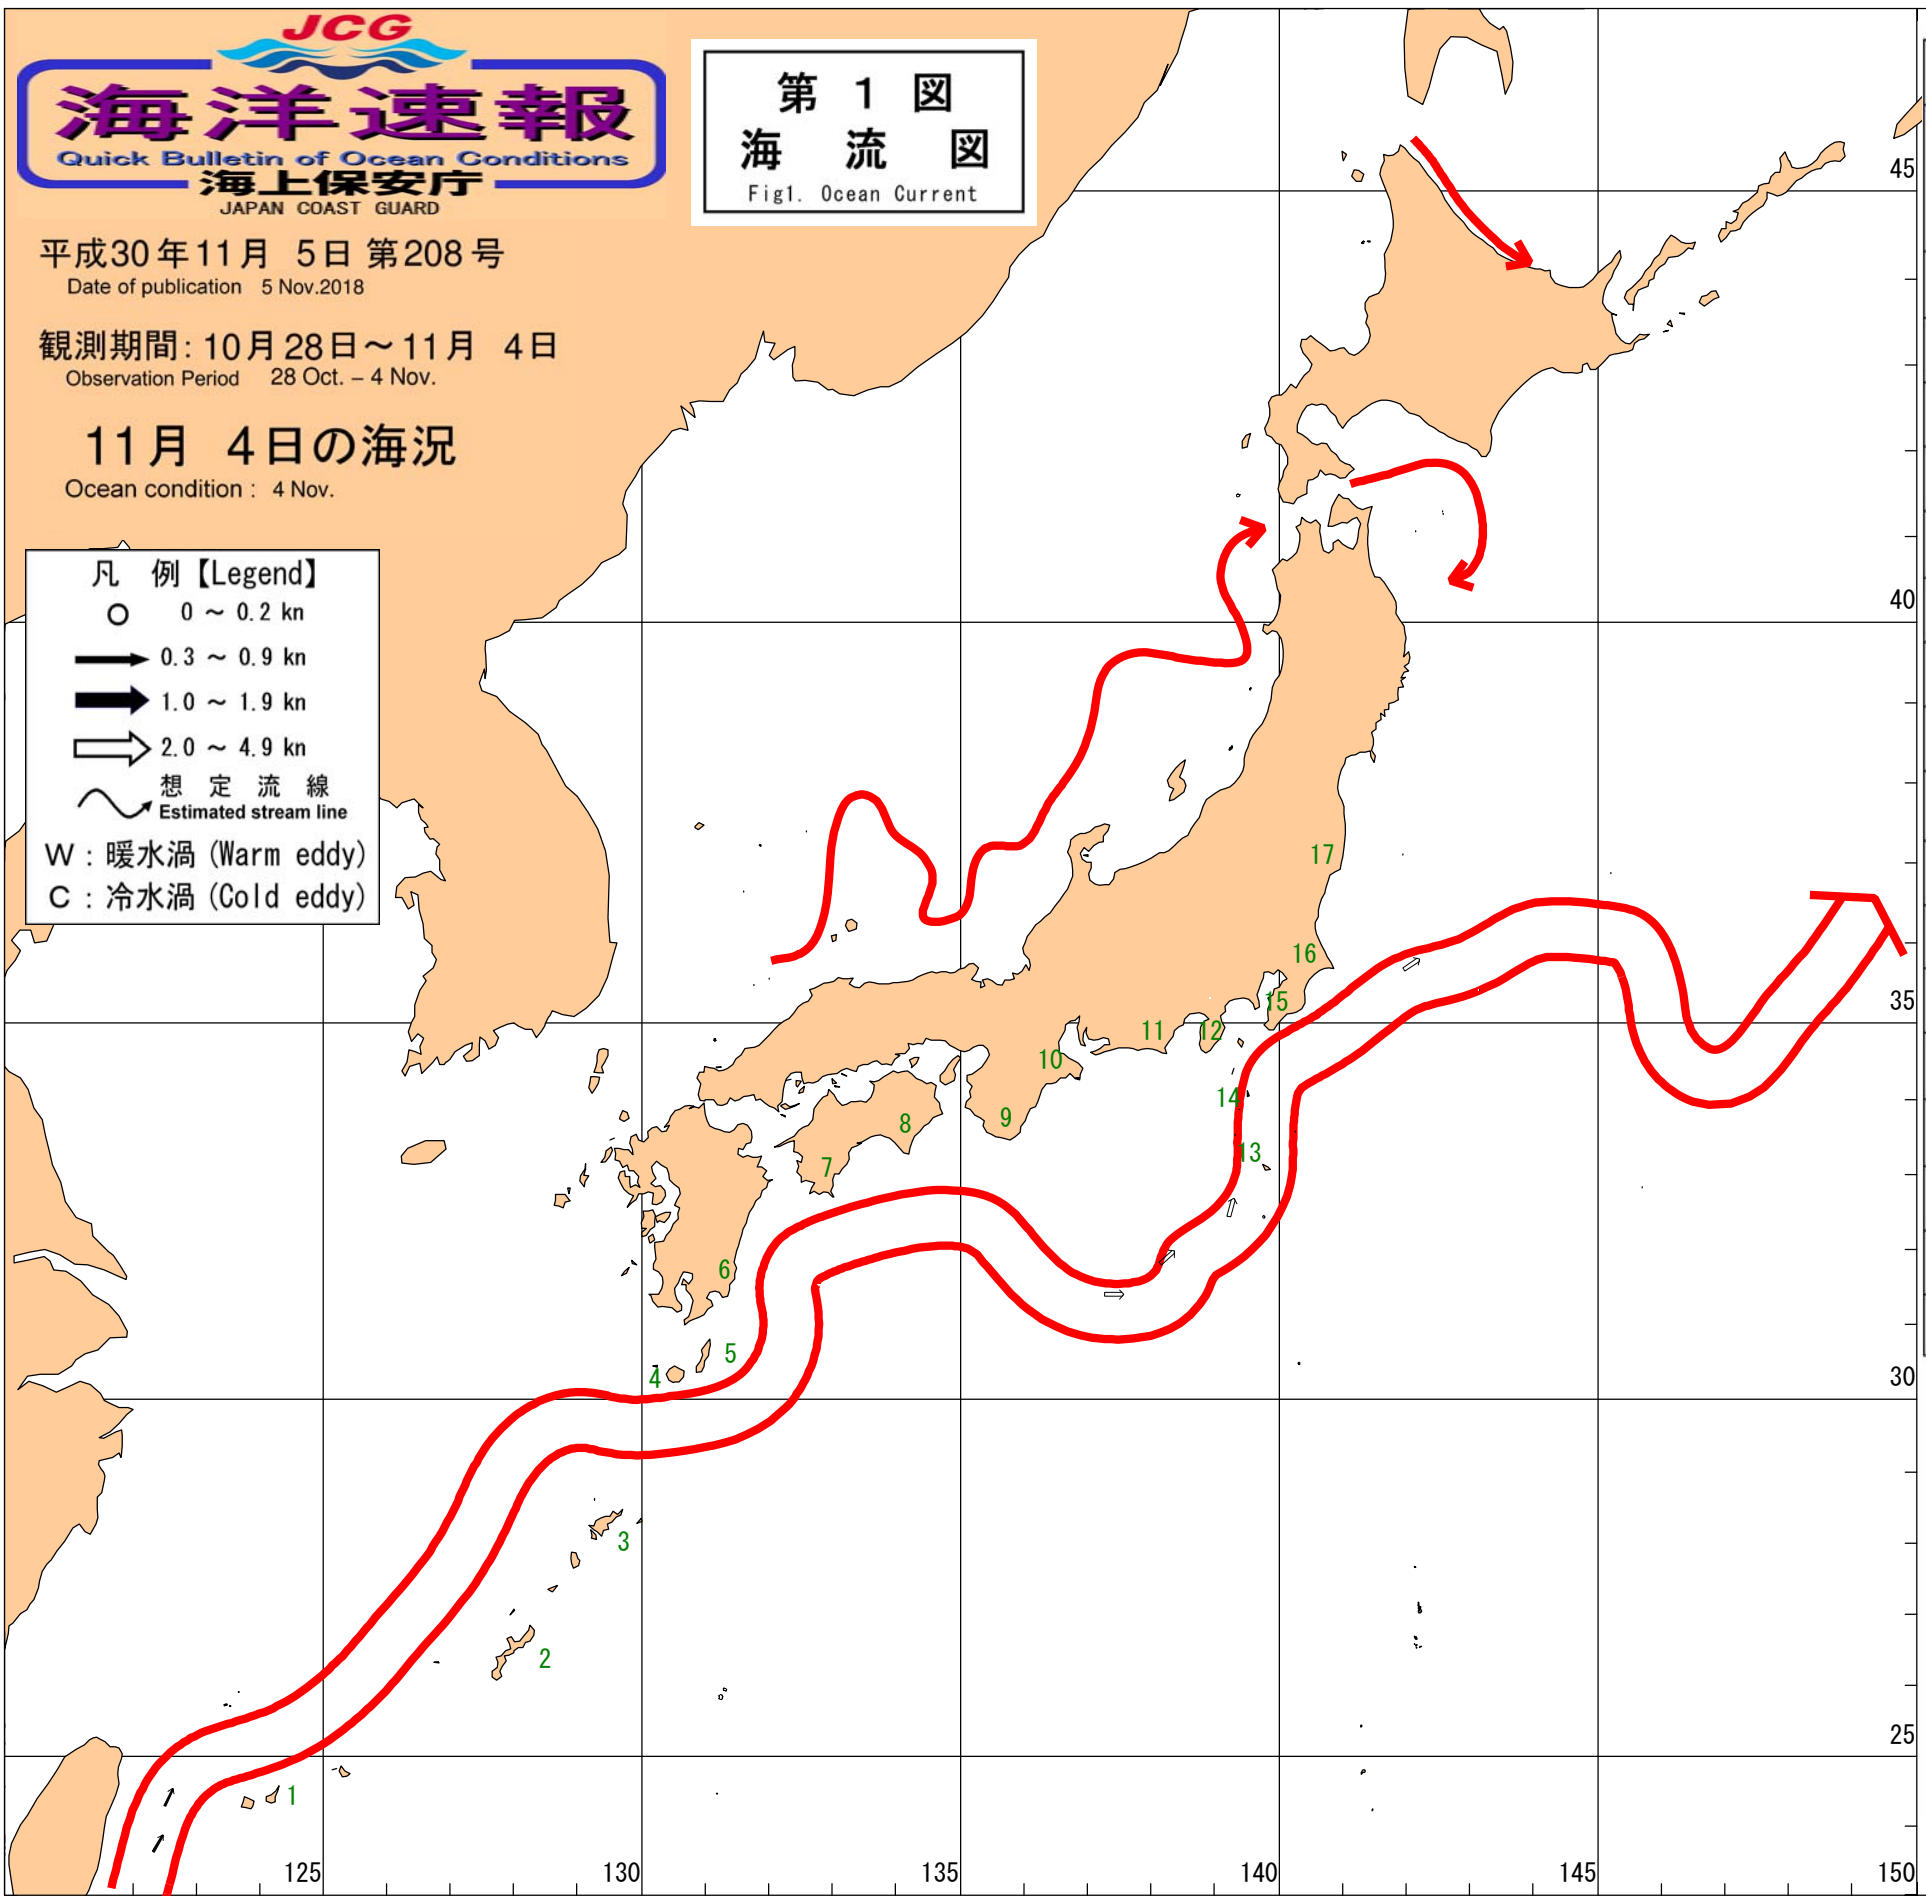 JCG
海洋速報
Quick Bulletin of Ocean Conditions
海上保安庁
JAPAN COAST GUARD
第 1 図
海 流 図
Fig1. Ocean Current
平成30年11月 5日 第208号
Date of publication 5 Nov.2018
観測期間: 10月28日～11月 4日
Observation Period 28 Oct. – 4 Nov.
11月 4日の海況
Ocean condition : 4 Nov.
凡 例【Legend】
0 ～ 0.2 kn
0.3 ～ 0.9 kn
1.0 ～ 1.9 kn
2.0 ～ 4.9 kn
想 定 流 線
Estimated stream line
W : 暖水渦 (Warm eddy)
C : 冷水渦 (Cold eddy)
45
40
17
16
35
15
11
12
10
14
9
8
13
7
6
5
4
30
3
2
25
1
125
130
135
140
145
150